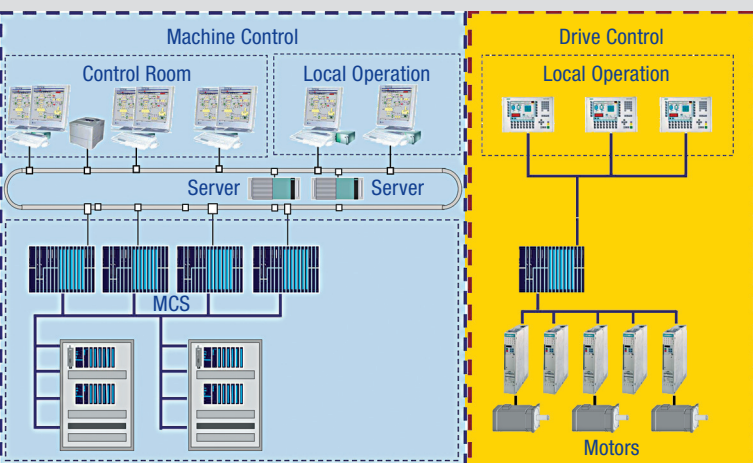 Machine Control
Drive Control
Control Room
Local Operation
Local Operation
Server
Server
MCS
Motors